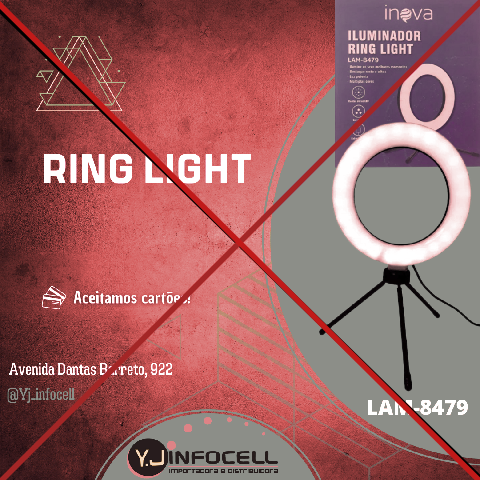 inova
ILUMINADOR
RING LIGHT
LAM-8479
RING LIGHT
Aceitamos cartões!
Avenida Dantas Barreto, 922
@Yj_infocell
LAM-8479
Y.J INFOCELL
importadora e distribuidora